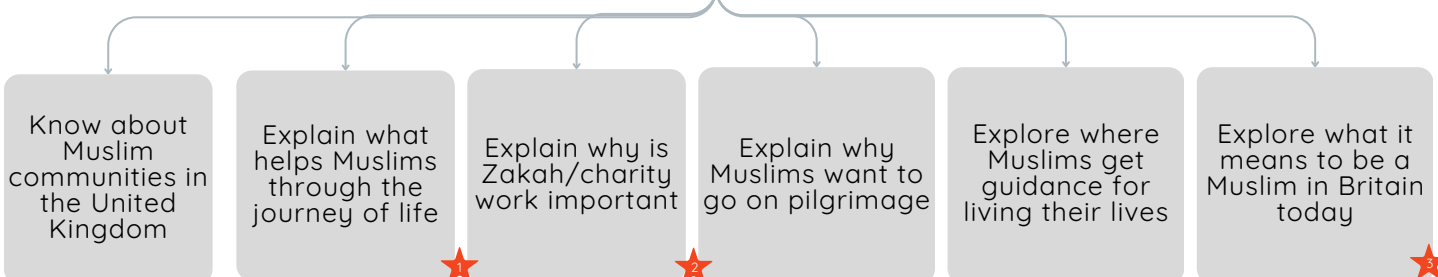 Know about
Muslim
communities in
the United
Kingdom
Explain what
helps Muslims
through the
journey of life
1
Explain why is
Zakah/charity
work important
2
Explain why
Muslims want to
go on pilgrimage
Explore where
Muslims get
guidance for
living their lives
Explore what it
means to be a
Muslim in Britain
today
3